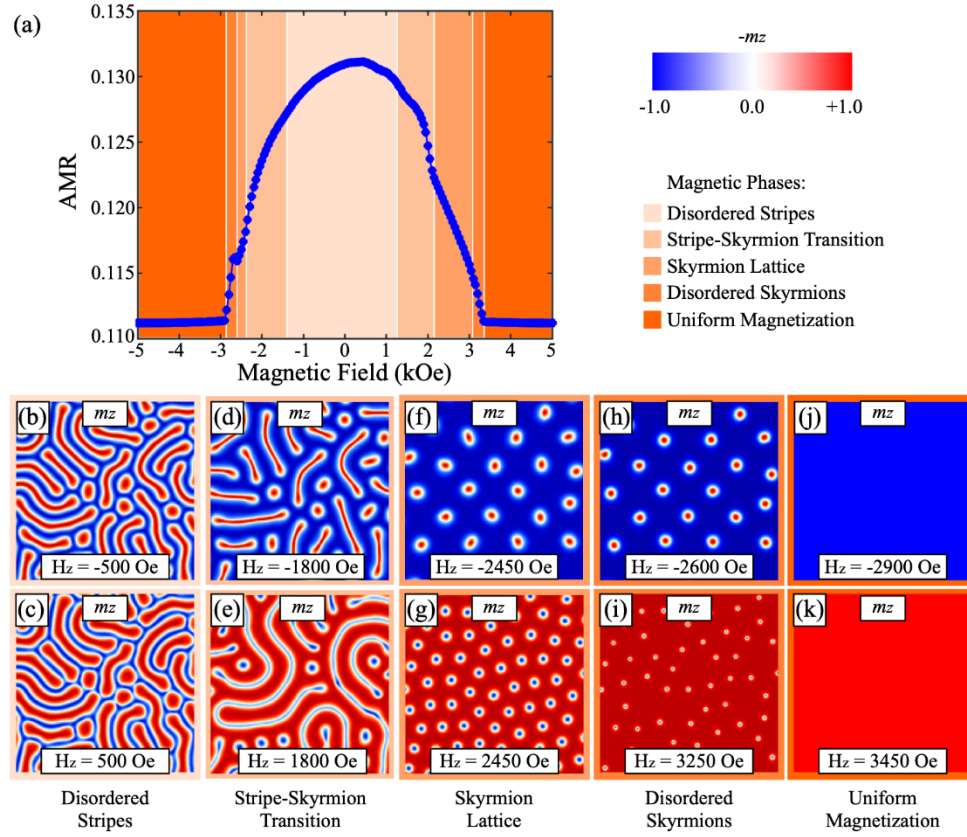 (a)
0.135
0.130
0.125
0.120
0.115
0.110
AMR
-5 -4 -3 -2 -1 0 1 2 3 4 5
Magnetic Field (kOe)
-mz
-1.0 0.0 +1.0
Magnetic Phases:
Disordered Stripes
Stripe-Skyrmion Transition
Skyrmion Lattice
Disordered Skyrmions
Uniform Magnetization
(b) mz
Hz = -500 Oe
(d) mz
Hz = -1800 Oe
(f) mz
Hz = -2450 Oe
(h) mz
Hz = -2600 Oe
(j) mz
Hz = -2900 Oe
(c) mz
Hz = 500 Oe
(e) mz
Hz = 1800 Oe
(g) mz
Hz = 2450 Oe
(i) mz
Hz = 3250 Oe
(k) mz
Hz = 3450 Oe
Disordered
Stripes
Stripe-Skyrmion
Transition
Skyrmion
Lattice
Disordered
Skyrmions
Uniform
Magnetization